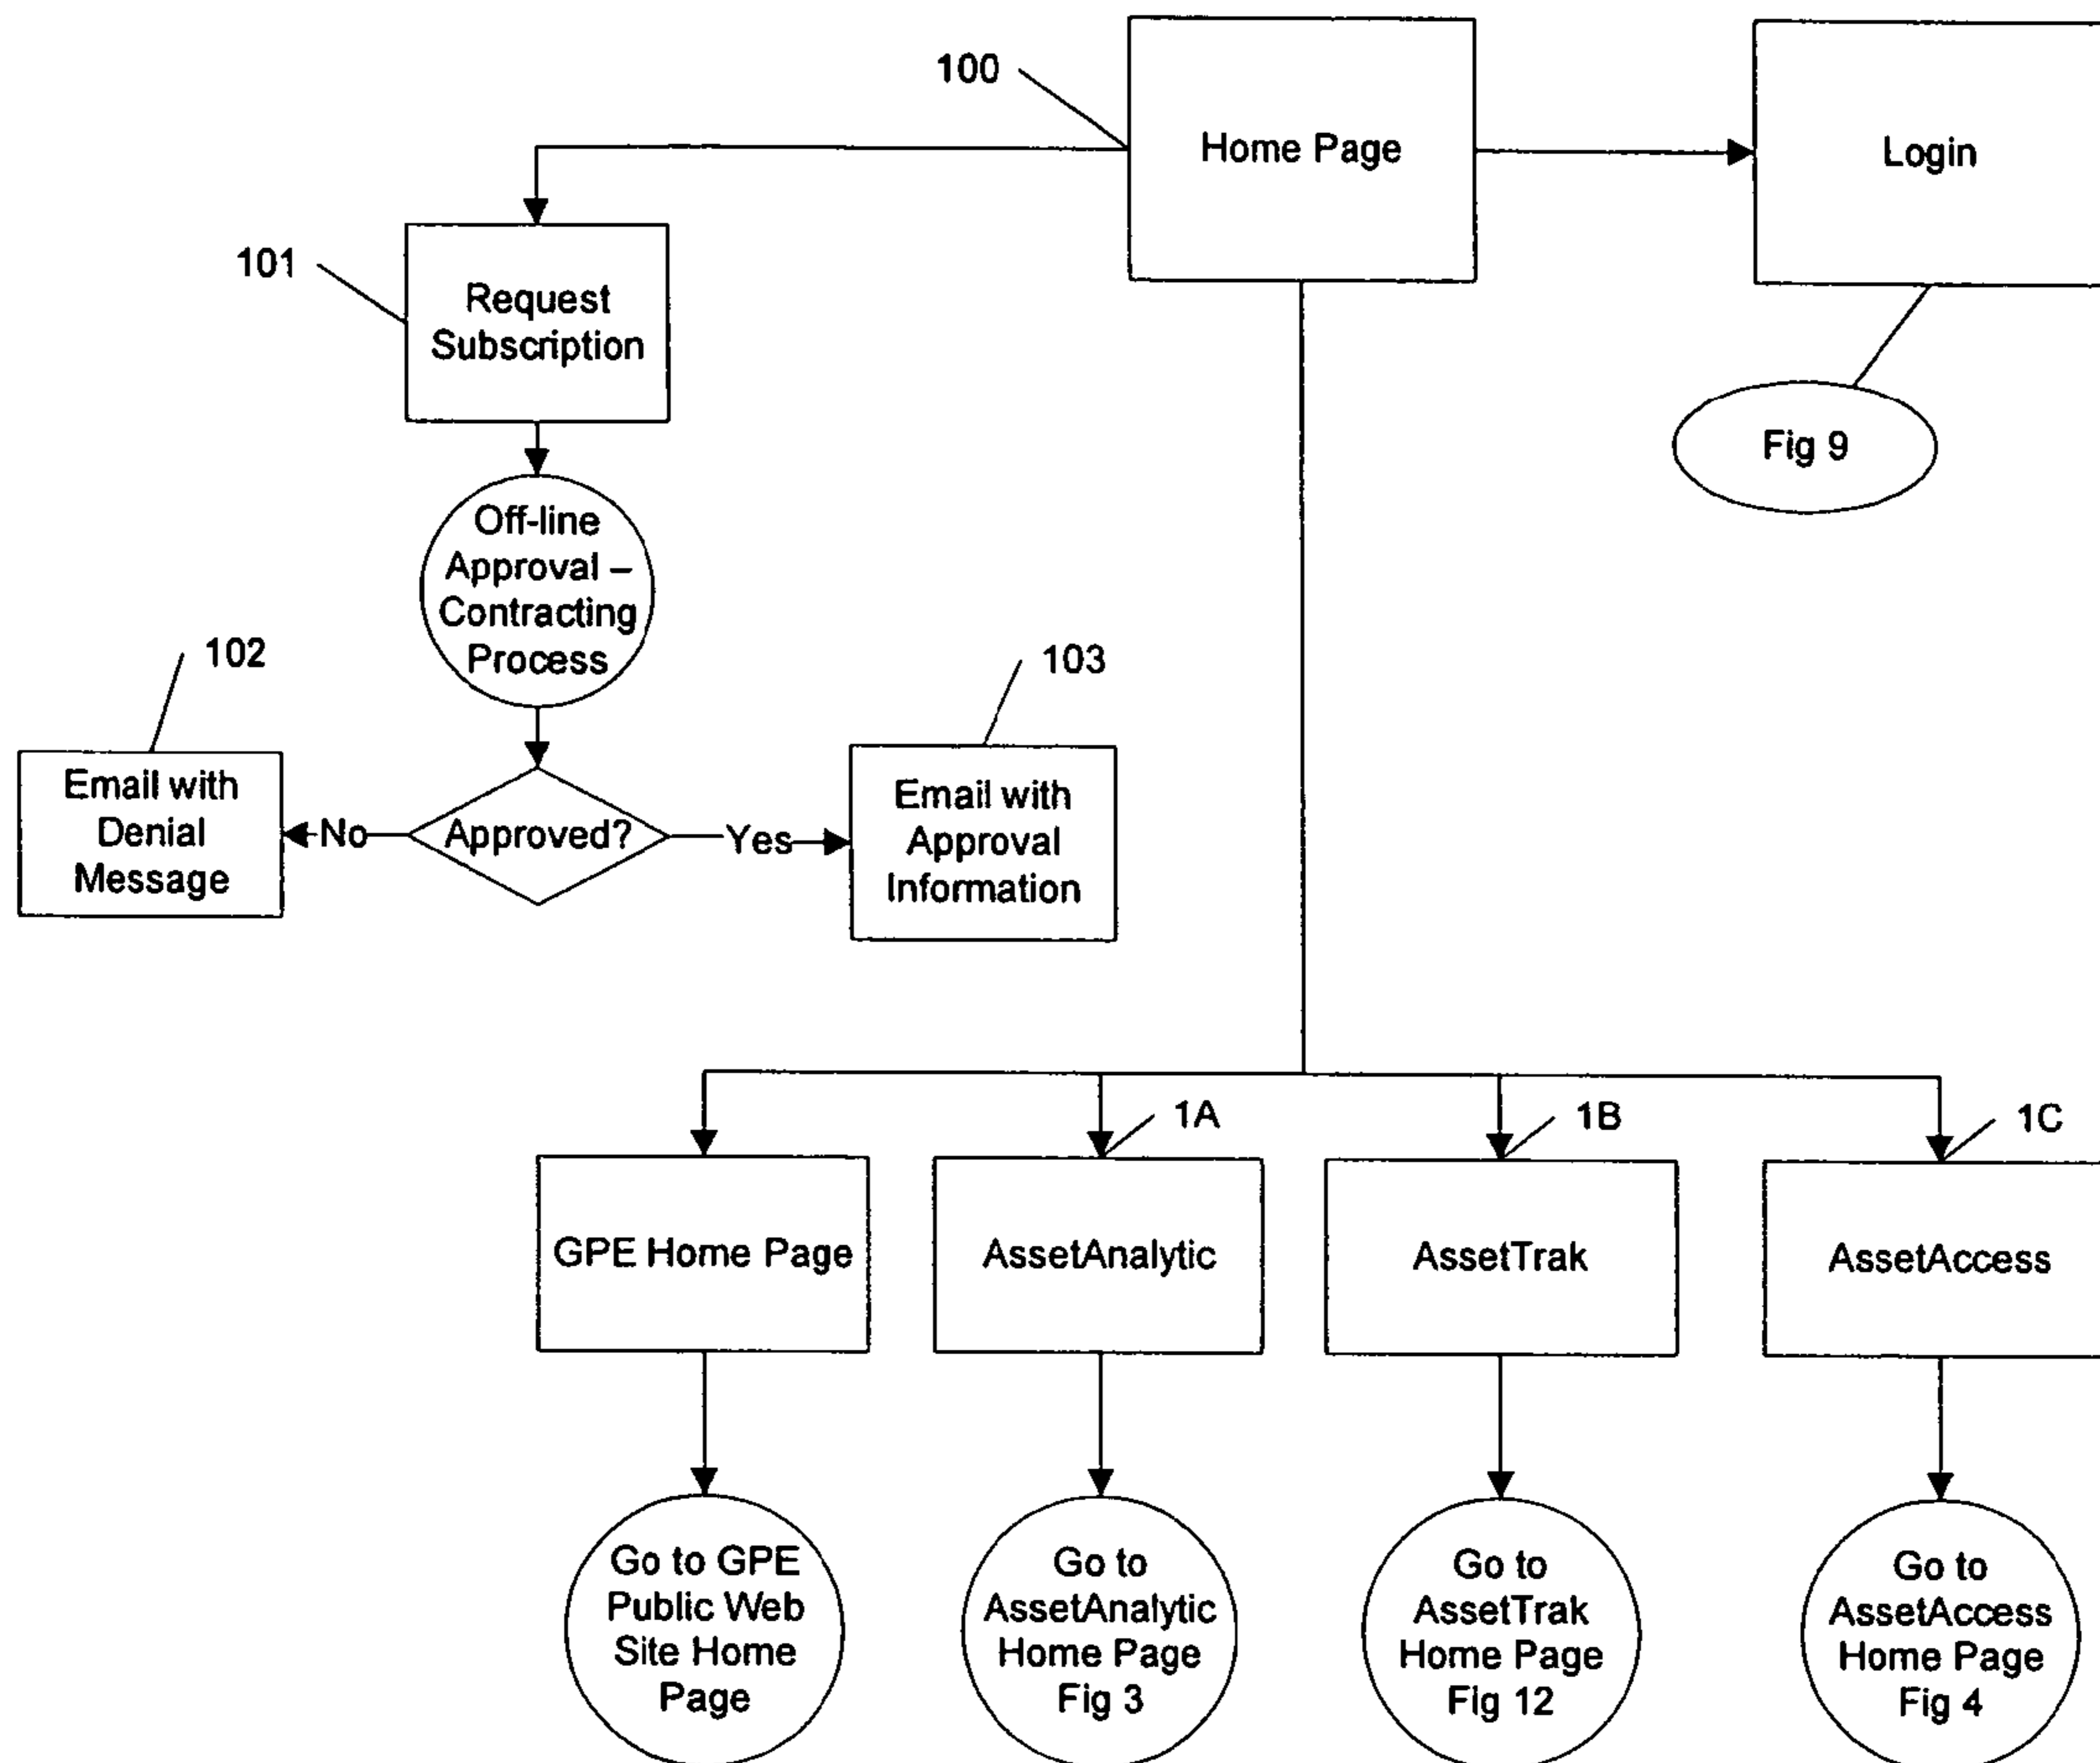 100
Home Page
Login
101
Request
Subscription
Fig 9
Off-line
Approval –
Contracting
Process
102
103
Email with
Denial
Message
No
Approved?
Yes
Email with
Approval
Information
1A
1B
1C
GPE Home Page
AssetAnalytic
AssetTrak
AssetAccess
Go to GPE
Public Web
Site Home
Page
Go to
AssetAnalytic
Home Page
Fig 3
Go to
AssetTrak
Home Page
Fig 12
Go to
AssetAccess
Home Page
Fig 4